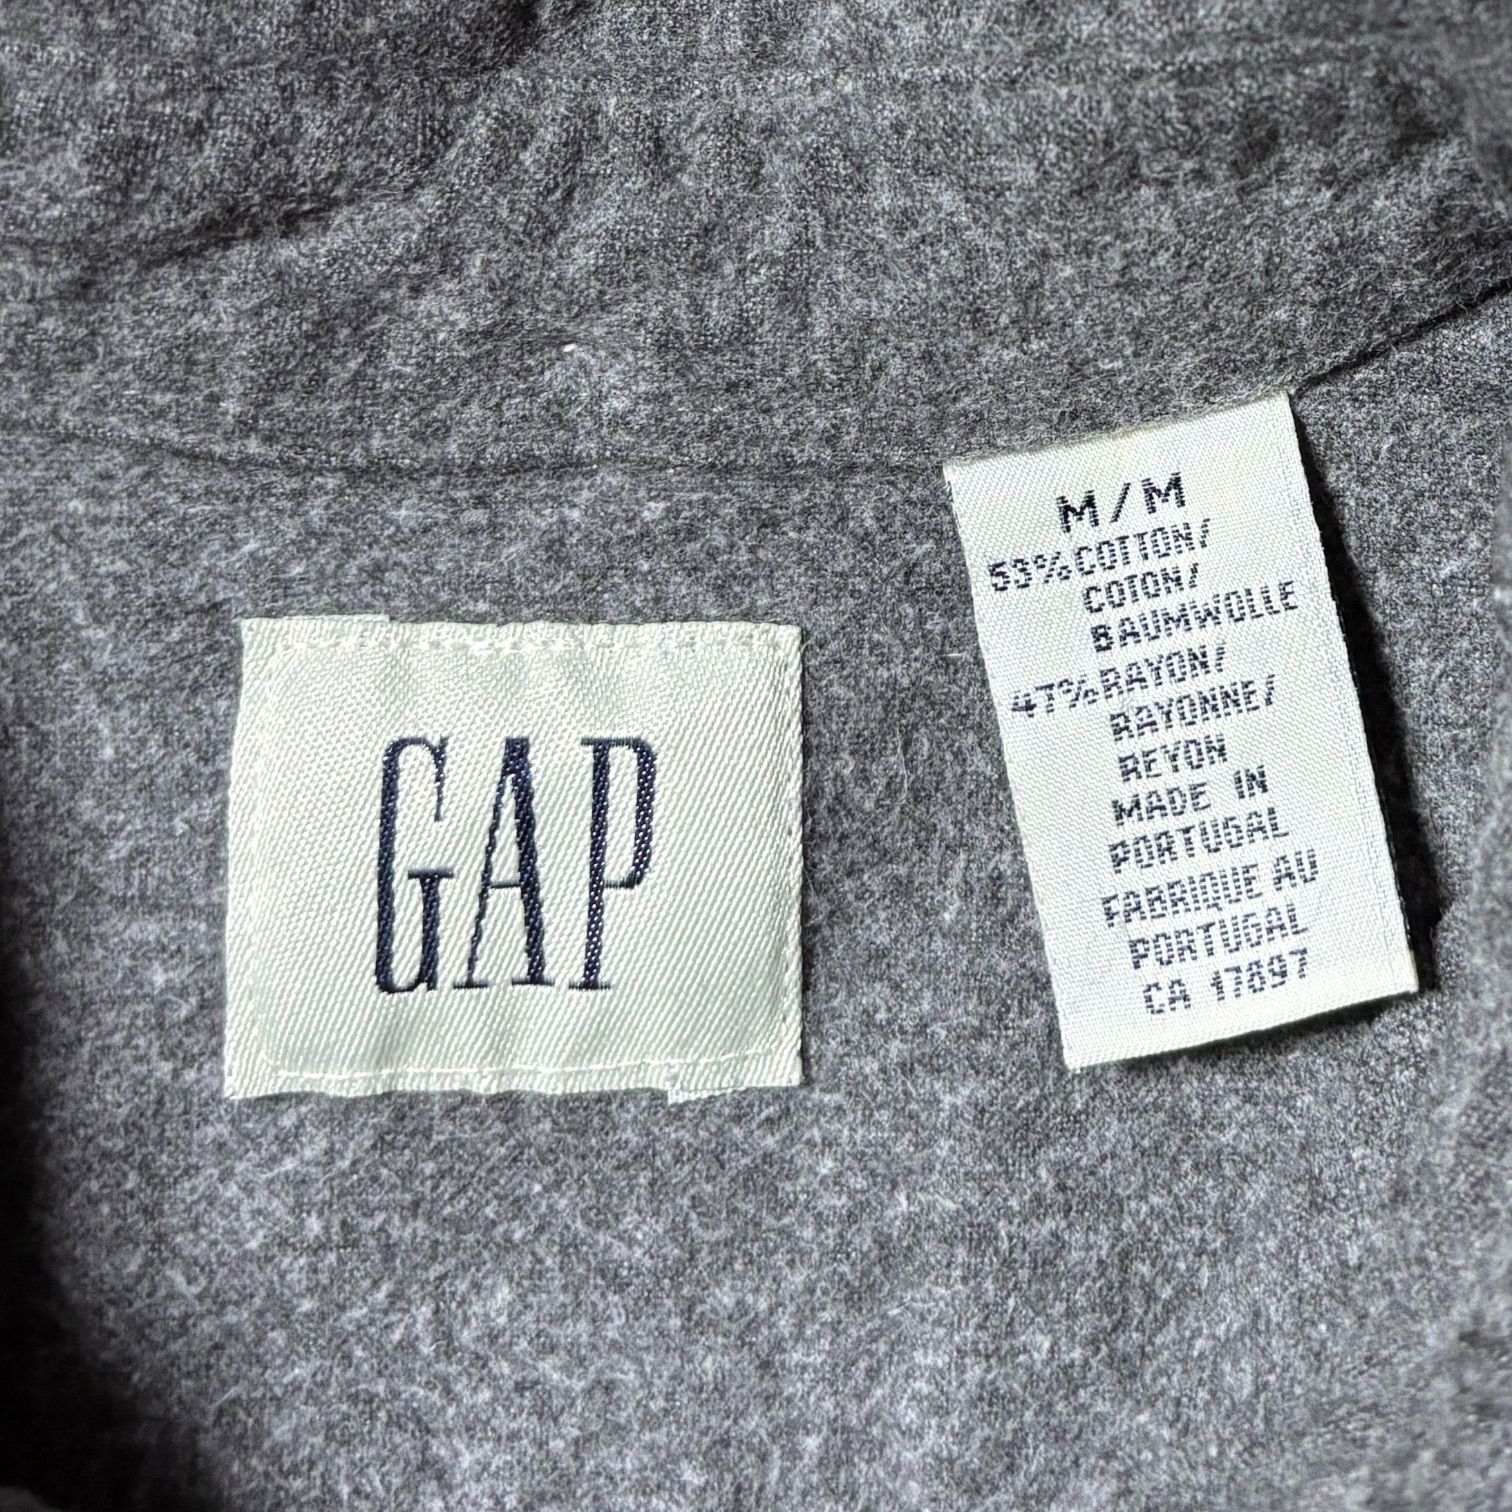 GAP
M/M
53%COTTON/
COTON/
BAUMWOLLE
47%RAYON/
RAYONNE/
REYON
MADE IN
PORTUGAL
FABRIQUE AU
PORTUGAL
CA 17897